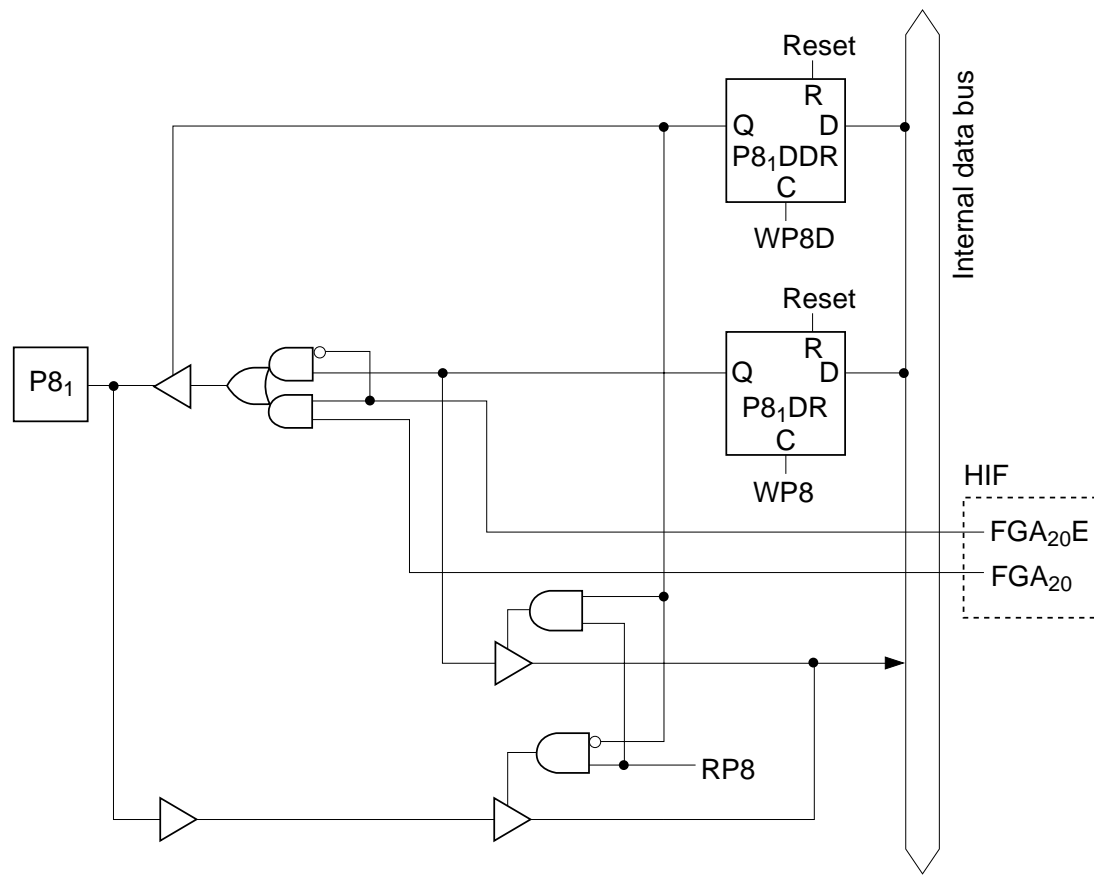 Reset
R
Q D
P8₁DDR
C
WP8D
Internal data bus
Reset
R
Q D
P8₁DR
C
WP8
P8₁
HIF
FGA₂₀E
FGA₂₀
RP8